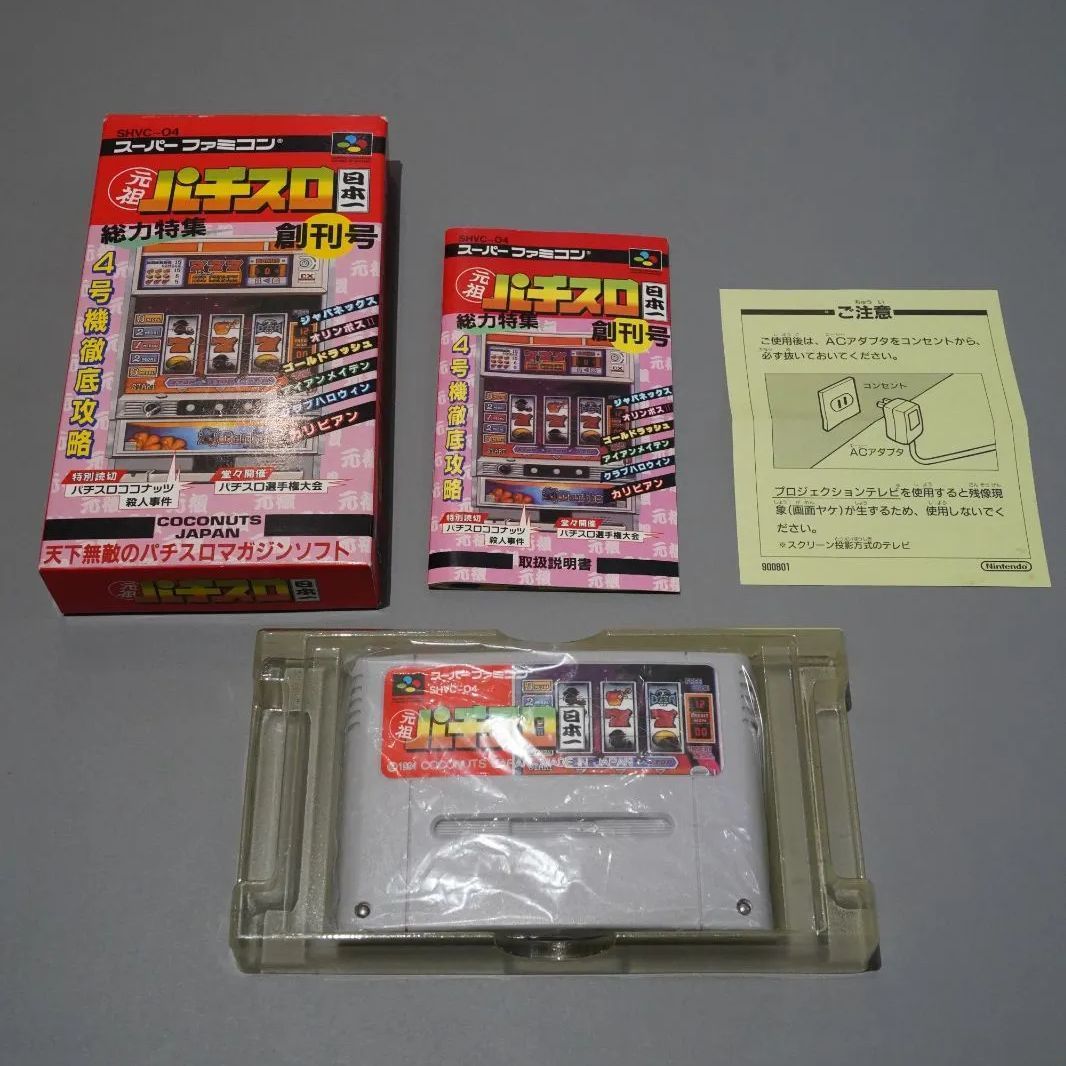 SHVC-04
スーパーファミコン
元祖
パチスロ
日本一
総力特集
創刊号
4号機徹底攻略
ジャパネックス
オリンポスII
ゴールドラッシュ
アイアンメイデン
クラブハロウィン
カリビアン
特別読切
パチスロココナッツ
殺人事件
堂々開催
パチスロ選手権大会
COCONUTS
JAPAN
天下無敵のパチスロマガジンソフト
元祖
パチスロ
日本一
SHVC-04
スーパーファミコン
元祖
パチスロ
日本一
総力特集
創刊号
4号機徹底攻略
ジャパネックス
オリンポスII
ゴールドラッシュ
アイアンメイデン
クラブハロウィン
カリビアン
特別読切
パチスロココナッツ
殺人事件
堂々開催
パチスロ選手権大会
取扱説明書
ちゅう い
ご注意
ご使用後は、ACアダプタをコンセントから、
必ず抜いておいてください。
コンセント
ACアダプタ
プロジェクションテレビを使用すると残像現
象(画面ヤケ)が生ずるため、使用しないでく
ださい。
※スクリーン投影方式のテレビ
900801
Nintendo
スーパーファミコン
SHVC-04
元祖
パチスロ
日本一
©1994 COCONUTS JAPAN MADE IN JAPAN